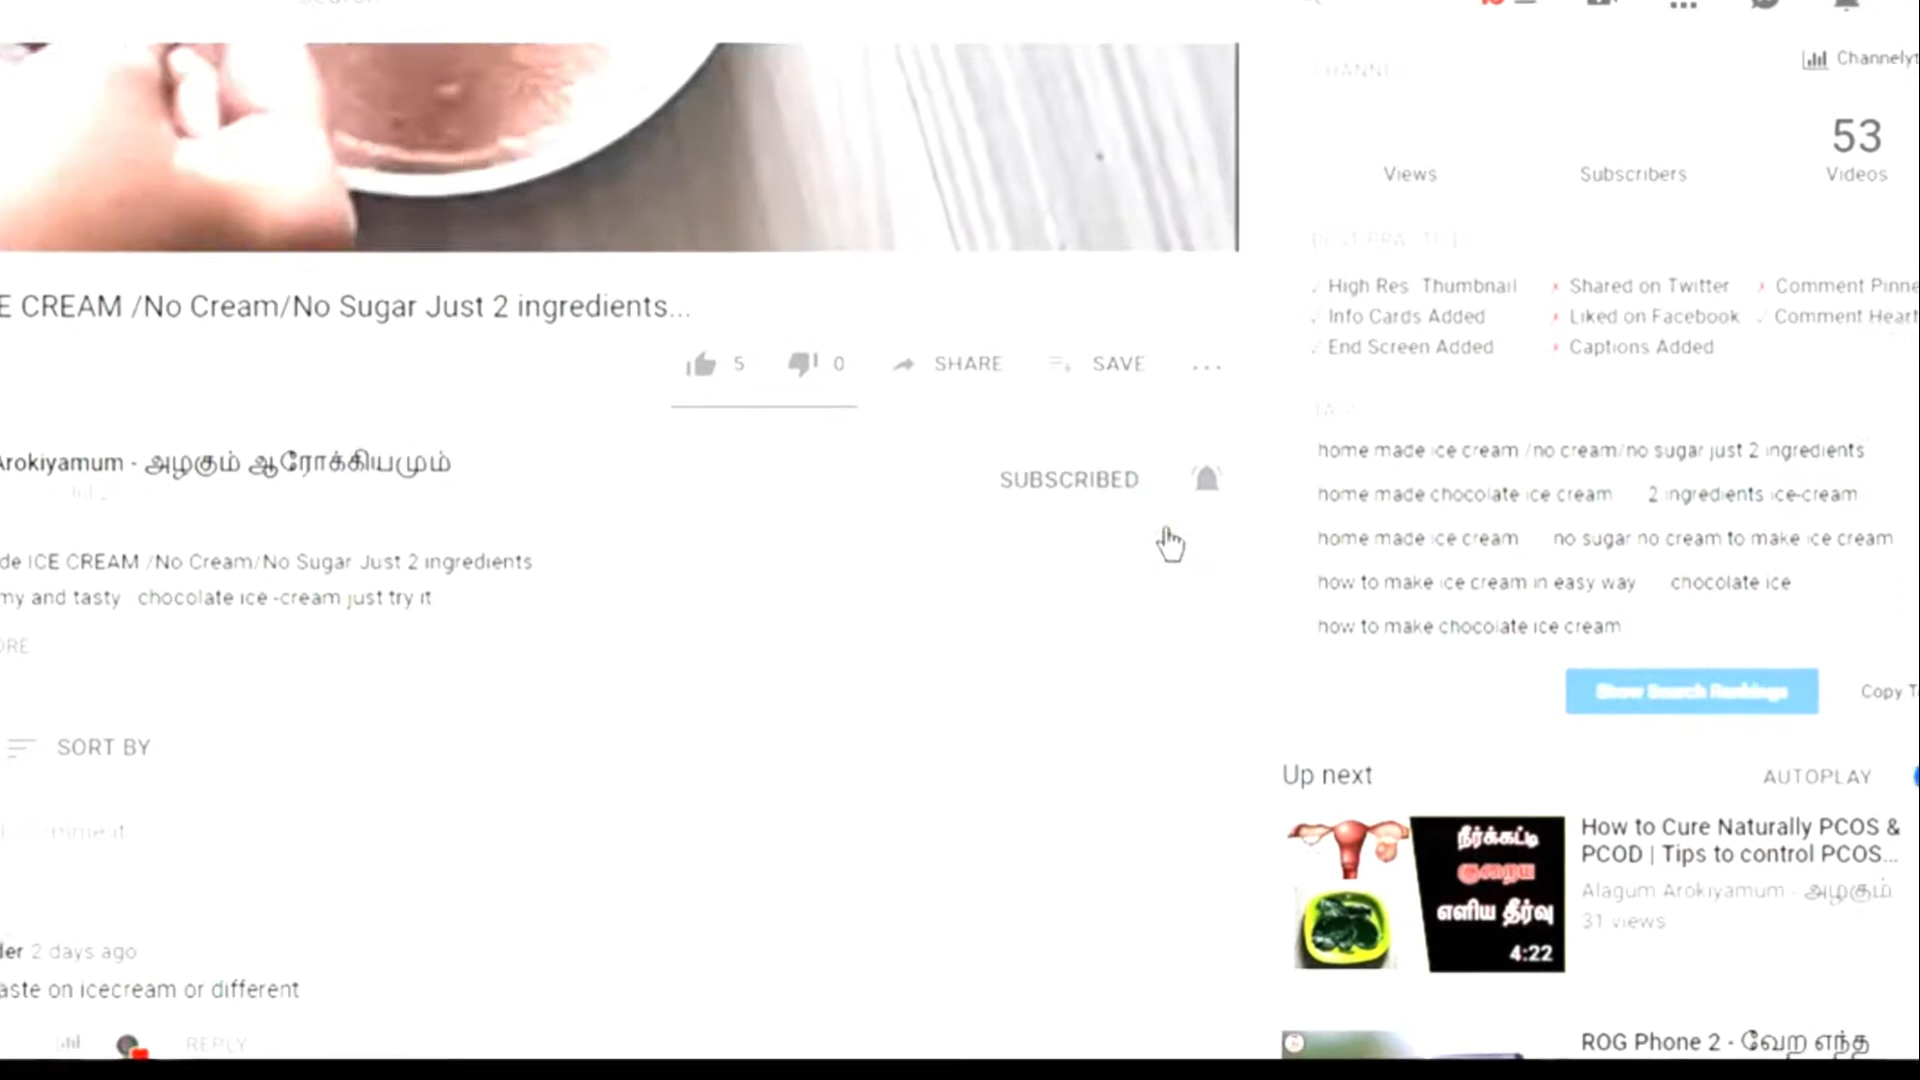 Channelyt
53
Views
Subscribers
Videos
High Res Thumbnail
Shared on Twitter
Comment Pinne
Info Cards Added
Liked on Facebook
Comment Heart
End Screen Added
Captions Added
E CREAM /No Cream/No Sugar Just 2 ingredients...
5
0
SHARE
SAVE
...
home made ice cream /no cream/no sugar just 2 ingredients
home made chocolate ice cream
2 ingredients ice-cream
home made ice cream
no sugar no cream to make ice cream
how to make ice cream in easy way
chocolate ice
how to make chocolate ice cream
Show Search Rankings
Copy T
Arokiyamum - அழகும் ஆரோக்கியமும்
SUBSCRIBED
de ICE CREAM /No Cream/No Sugar Just 2 ingredients
my and tasty chocolate ice -cream just try it
ORE
SORT BY
Up next
AUTOPLAY
நீர்க்கட்டி
குறைய
எளிய தீர்வு
4:22
How to Cure Naturally PCOS &
PCOD | Tips to control PCOS...
Alagum Arokiyamum - அழகும்
31 views
der 2 days ago
aste on icecream or different
REPLY
ROG Phone 2 - வேற எந்த